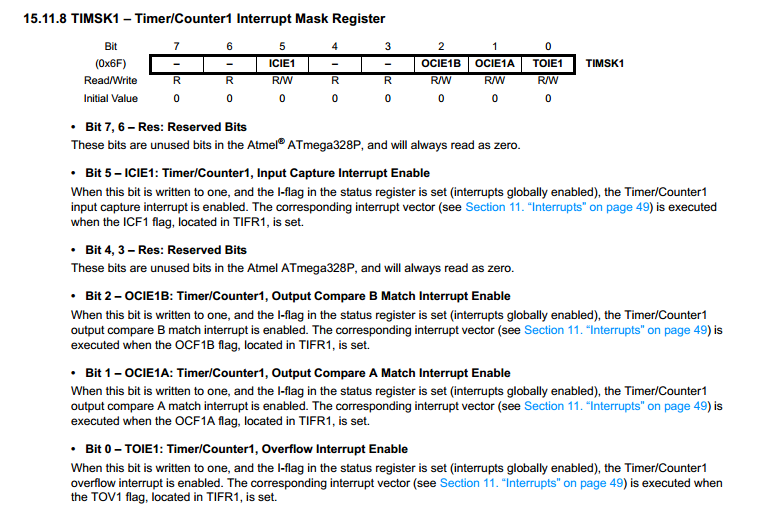 15.11.8 TIMSK1 – Timer/Counter1 Interrupt Mask Register
Bit 7 6 5 4 3 2 1 0
(0x6F) – – ICIE1 – – OCIE1B OCIE1A TOIE1 TIMSK1
Read/Write R R R/W R R R/W R/W R/W
Initial Value 0 0 0 0 0 0 0 0
• Bit 7, 6 – Res: Reserved Bits
These bits are unused bits in the Atmel® ATmega328P, and will always read as zero.
• Bit 5 – ICIE1: Timer/Counter1, Input Capture Interrupt Enable
When this bit is written to one, and the I-flag in the status register is set (interrupts globally enabled), the Timer/Counter1
input capture interrupt is enabled. The corresponding interrupt vector (see Section 11. “Interrupts” on page 49) is executed
when the ICF1 flag, located in TIFR1, is set.
• Bit 4, 3 – Res: Reserved Bits
These bits are unused bits in the Atmel ATmega328P, and will always read as zero.
• Bit 2 – OCIE1B: Timer/Counter1, Output Compare B Match Interrupt Enable
When this bit is written to one, and the I-flag in the status register is set (interrupts globally enabled), the Timer/Counter1
output compare B match interrupt is enabled. The corresponding interrupt vector (see Section 11. “Interrupts” on page 49) is
executed when the OCF1B flag, located in TIFR1, is set.
• Bit 1 – OCIE1A: Timer/Counter1, Output Compare A Match Interrupt Enable
When this bit is written to one, and the I-flag in the status register is set (interrupts globally enabled), the Timer/Counter1
output compare A match interrupt is enabled. The corresponding interrupt vector (see Section 11. “Interrupts” on page 49) is
executed when the OCF1A flag, located in TIFR1, is set.
• Bit 0 – TOIE1: Timer/Counter1, Overflow Interrupt Enable
When this bit is written to one, and the I-flag in the status register is set (interrupts globally enabled), the Timer/Counter1
overflow interrupt is enabled. The corresponding interrupt vector (see Section 11. “Interrupts” on page 49) is executed when
the TOV1 flag, located in TIFR1, is set.